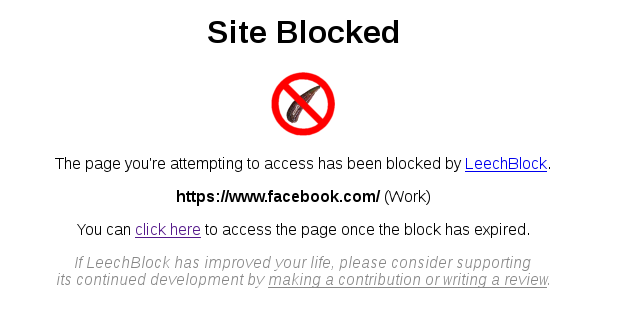 Site Blocked
The page you're attempting to access has been blocked by LeechBlock.
https://www.facebook.com/ (Work)
You can click here to access the page once the block has expired.
If LeechBlock has improved your life, please consider supporting
its continued development by making a contribution or writing a review.